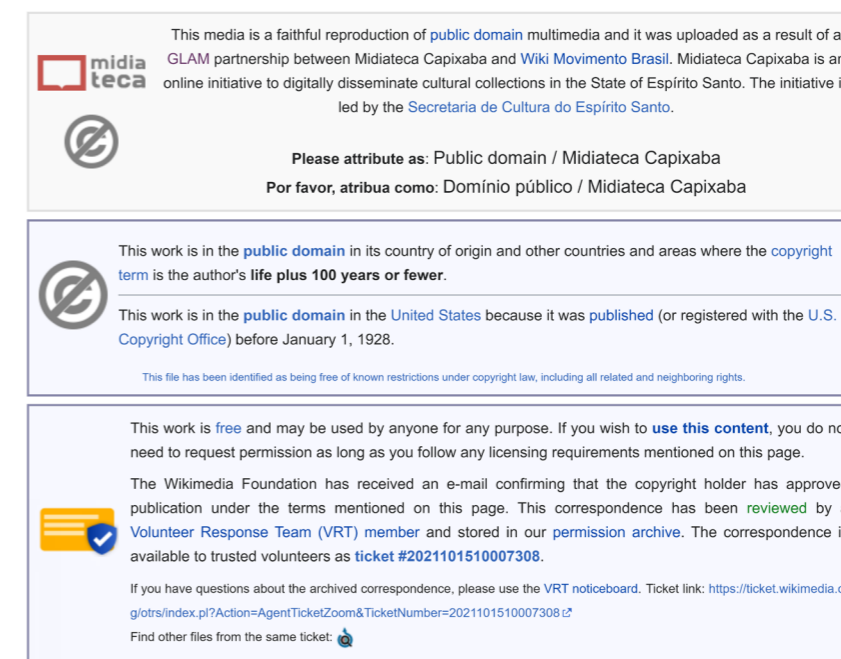 This media is a faithful reproduction of public domain multimedia and it was uploaded as a result of a
midia
teca
GLAM partnership between Midiateca Capixaba and Wiki Movimento Brasil. Midiateca Capixaba is an
online initiative to digitally disseminate cultural collections in the State of Espírito Santo. The initiative i
led by the Secretaria de Cultura do Espírito Santo.
Please attribute as: Public domain / Midiateca Capixaba
Por favor, atribua como: Domínio público / Midiateca Capixaba
This work is in the public domain in its country of origin and other countries and areas where the copyright
term is the author's life plus 100 years or fewer.
This work is in the public domain in the United States because it was published (or registered with the U.S.
Copyright Office) before January 1, 1928.
This file has been identified as being free of known restrictions under copyright law, including all related and neighboring rights.
This work is free and may be used by anyone for any purpose. If you wish to use this content, you do no
need to request permission as long as you follow any licensing requirements mentioned on this page.
The Wikimedia Foundation has received an e-mail confirming that the copyright holder has approve
publication under the terms mentioned on this page. This correspondence has been reviewed by a
Volunteer Response Team (VRT) member and stored in our permission archive. The correspondence i
available to trusted volunteers as ticket #2021101510007308.
If you have questions about the archived correspondence, please use the VRT noticeboard. Ticket link: https://ticket.wikimedia.o
g/otrs/index.pl?Action=AgentTicketZoom&TicketNumber=2021101510007308
Find other files from the same ticket: